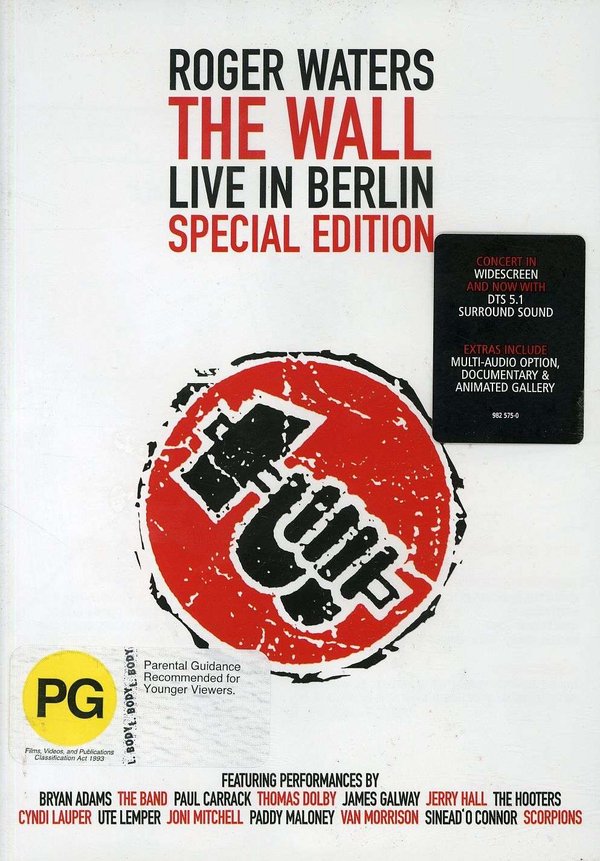 ROGER WATERS
THE WALL
LIVE IN BERLIN
SPECIAL EDITION
CONCERT IN
WIDESCREEN
AND NOW WITH
DTS 5.1
SURROUND SOUND
EXTRAS INCLUDE
MULTI-AUDIO OPTION,
DOCUMENTARY &
ANIMATED GALLERY
982 575-0
PG
Films, Videos, and Publications
Classification Act 1993
L. BODY L. BODY L. BODY
Parental Guidance
Recommended for
Younger Viewers.
FEATURING PERFORMANCES BY
BRYAN ADAMS THE BAND PAUL CARRACK THOMAS DOLBY JAMES GALWAY JERRY HALL THE HOOTERS
CYNDI LAUPER UTE LEMPER JONI MITCHELL PADDY MALONEY VAN MORRISON SINEAD O CONNOR SCORPIONS